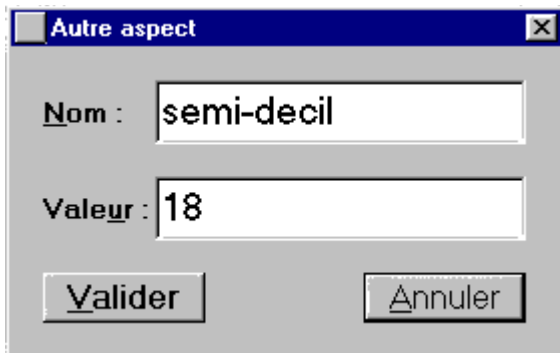 Autre aspect
Nom : semi-decil
Valeur : 18
Valider Annuler